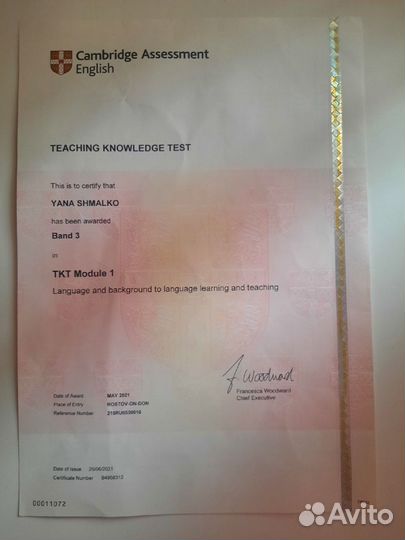 Cambridge Assessment
English
TEACHING KNOWLEDGE TEST
This is to certify that
YANA SHMALKO
has been awarded
Band 3
in
TKT Module 1
Language and background to language learning and teaching
F. Woodward
Francesca Woodward
Chief Executive
Date of Award MAY 2021
Place of Entry ROSTOV-ON-DON
Reference Number
Date of Issue
Certificate Number
00011072
Avito